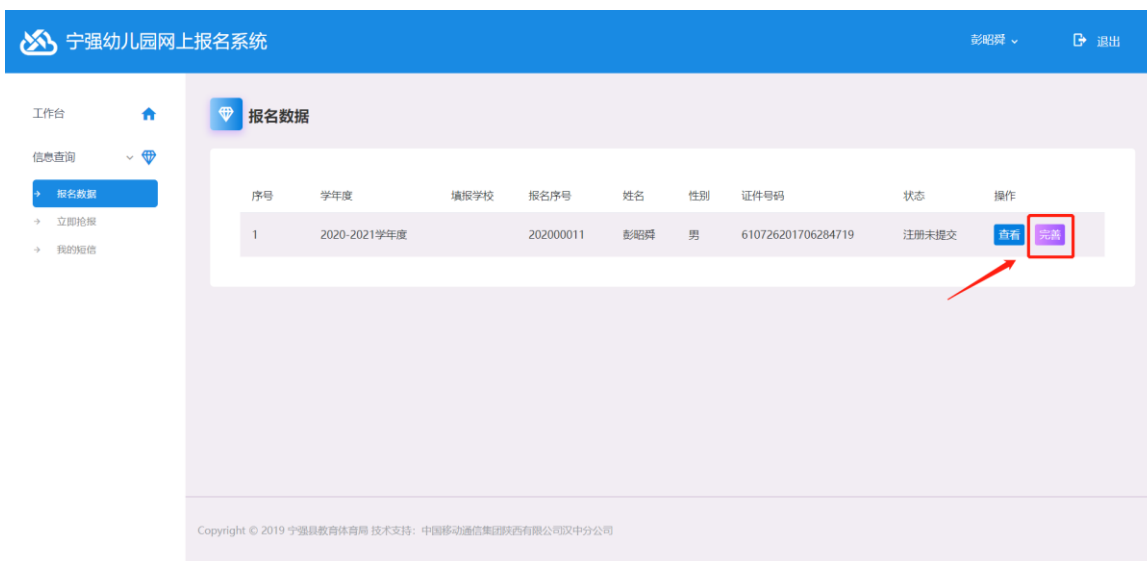 宁强幼儿园网上报名系统 彭昭舜 退出
工作台
报名数据
信息查询
报名数据
立即抢报
我的短信
序号 学年度 填报学校 报名序号 姓名 性别 证件号码 状态 操作
1 2020-2021学年度 202000011 彭昭舜 男 610726201706284719 注册未提交 查看 完善
Copyright © 2019 宁强县教育体育局 技术支持：中国移动通信集团陕西有限公司汉中分公司